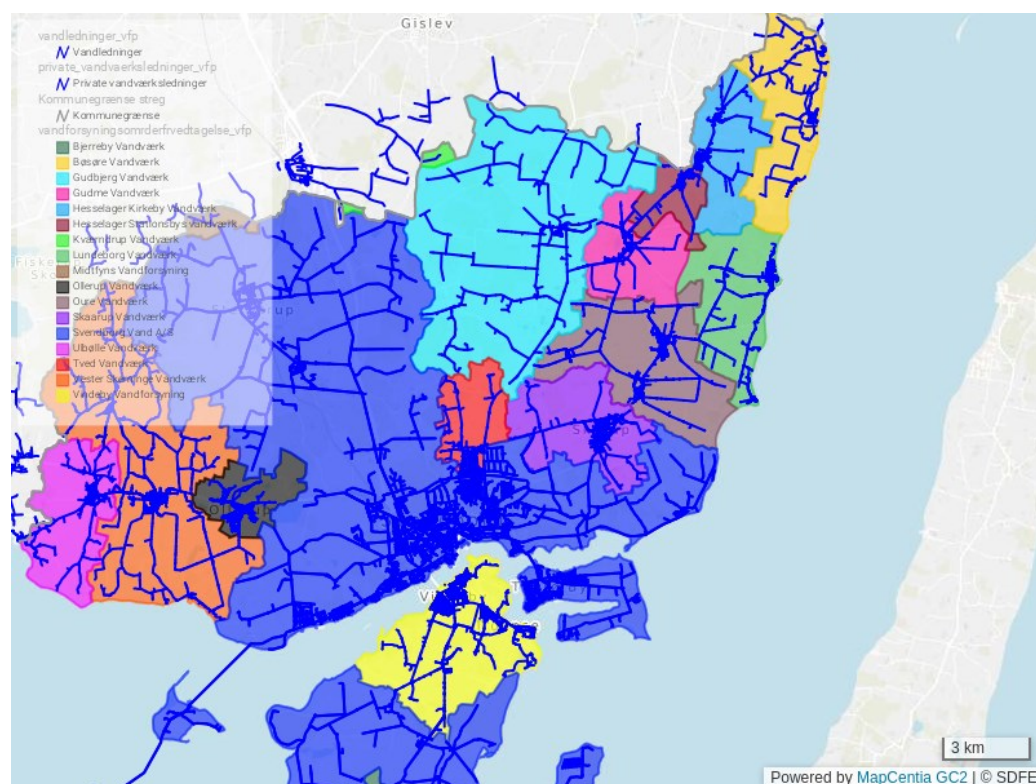 Gislev
vandledninger_vfp
Vandledninger
private_vandvaerksledninger_vfp
Private vandværksledninger
Kommunegrænse streg
Kommunegrænse
vandforsyningsomrderfrvedtagelse_vfp
Bjerreby Vandværk
Bøsøre Vandværk
Gudbjerg Vandværk
Gudme Vandværk
Hesselager Kirkeby Vandværk
Hesselager Stationsbys vandværk
Kværndrup Vandværk
Lundeborg Vandværk
Midtfyns Vandforsyning
Ollerup Vandværk
Oure Vandværk
Skaarup Vandværk
Svendborg Vand A/S
Ulbølle Vandværk
Tved Vandværk
Vester Skerninge Vandværk
Vindeby Vandforsyning
3 km
Powered by MapCentia GC2 | © SDFE